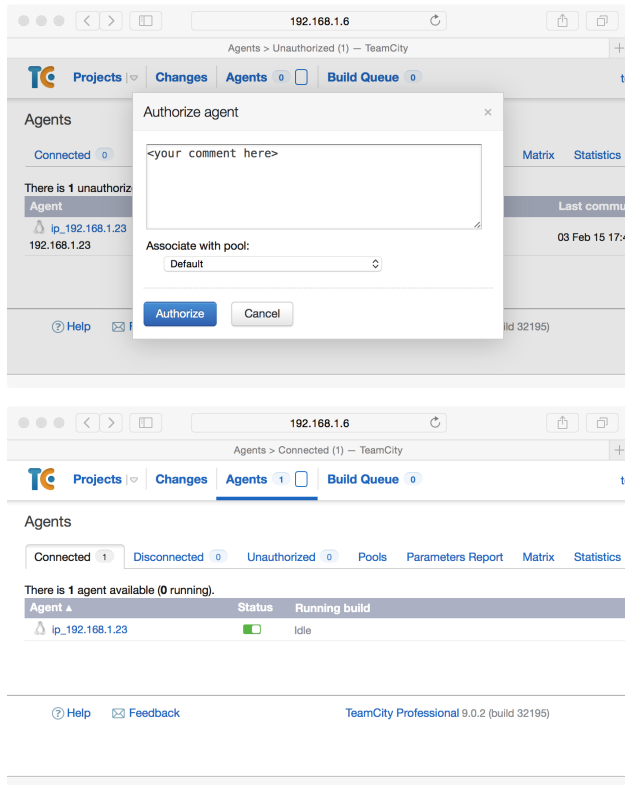 192.168.1.6
Agents > Unauthorized (1) — TeamCity
TC Projects Changes Agents 0 Build Queue 0
Authorize agent ×
Agents
<your comment here>
Connected 0 Matrix Statistics
There is 1 unauthoriz
Agent Last commu
ip_192.168.1.23
192.168.1.23 03 Feb 15 17:4
Associate with pool:
Default
Authorize Cancel
? Help ild 32195)
192.168.1.6
Agents > Connected (1) — TeamCity
TC Projects Changes Agents 1 Build Queue 0
Agents
Connected 1 Disconnected 0 Unauthorized 0 Pools Parameters Report Matrix Statistics
There is 1 agent available (0 running).
Agent ▲ Status Running build
ip_192.168.1.23 Idle
? Help Feedback TeamCity Professional 9.0.2 (build 32195)